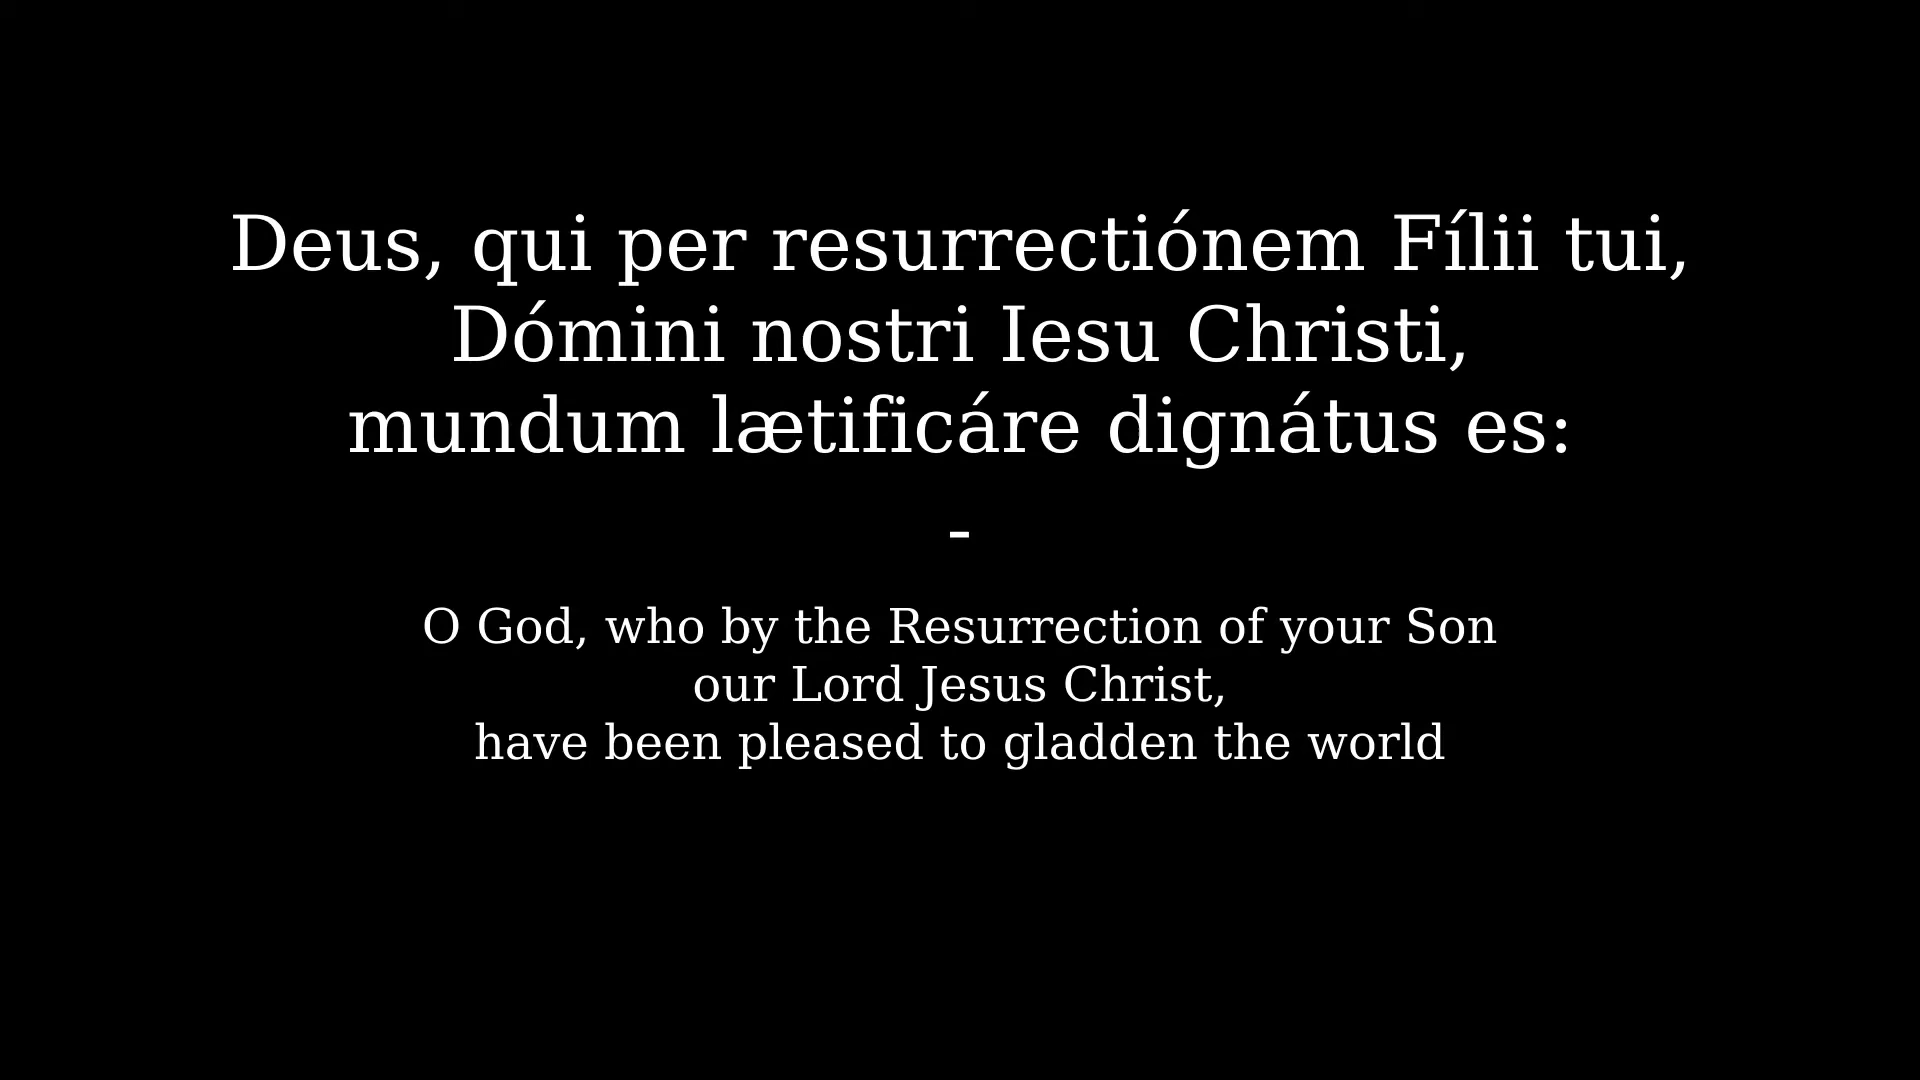 Deus, qui per resurrectiónem Fílii tui,
Dómini nostri Iesu Christi,
mundum lætificáre dignátus es:
-
O God, who by the Resurrection of your Son
our Lord Jesus Christ,
have been pleased to gladden the world